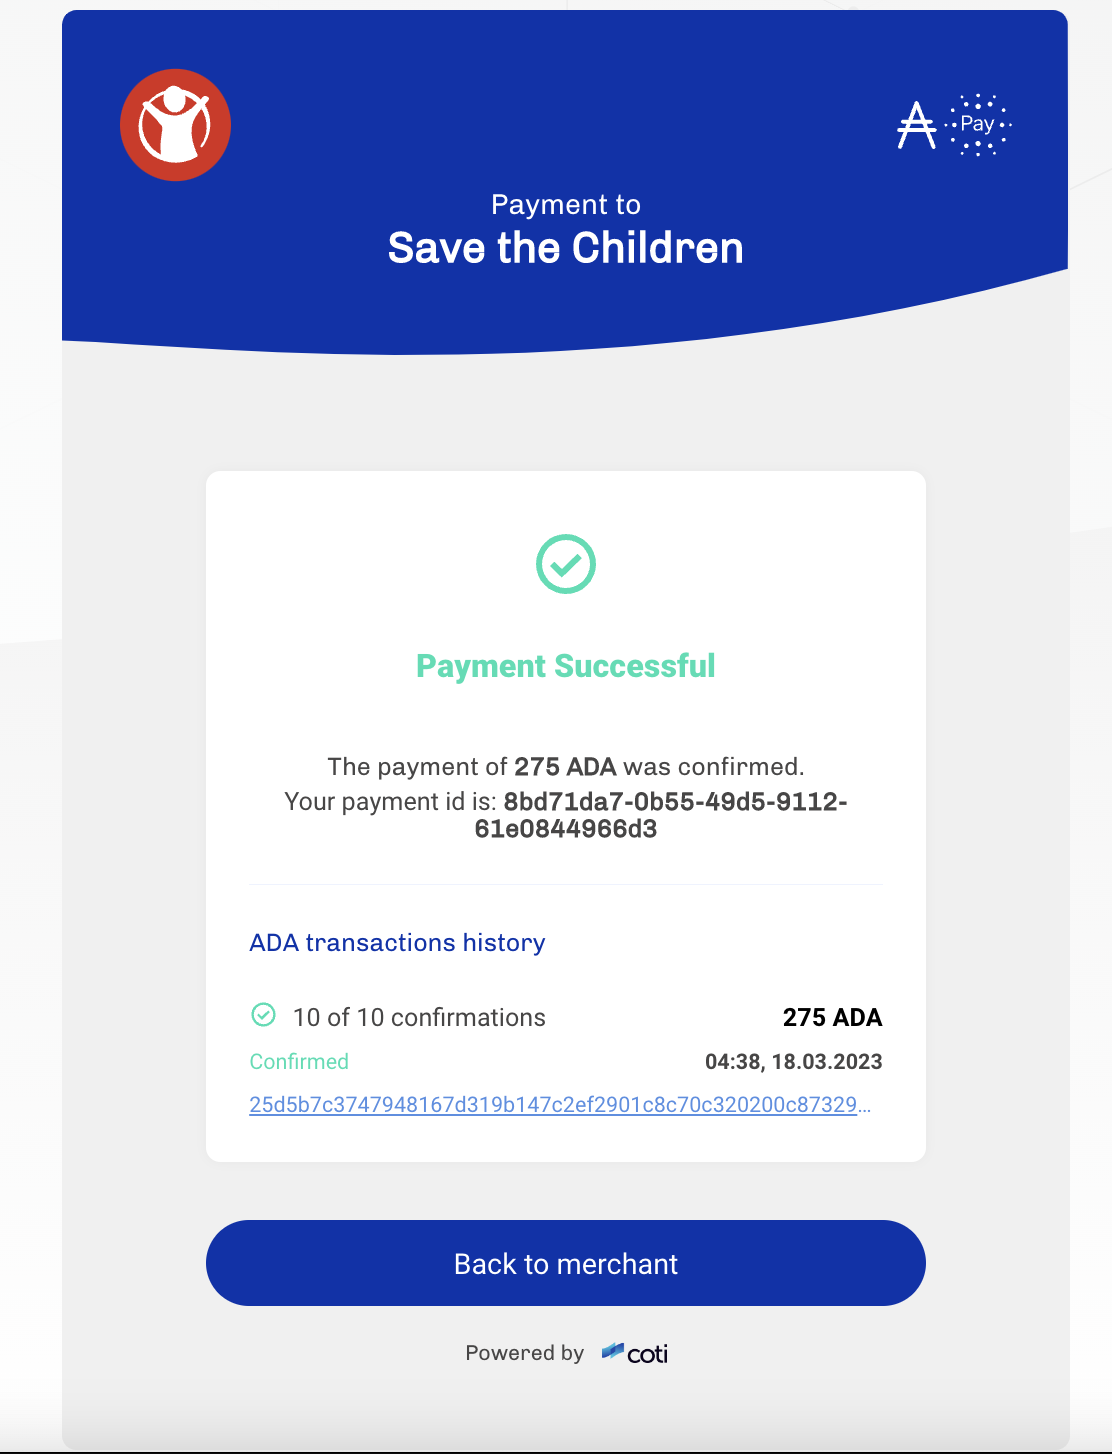 Pay
Payment to
Save the Children
Payment Successful
The payment of 275 ADA was confirmed.
Your payment id is: 8bd71da7-0b55-49d5-9112-
61e0844966d3
ADA transactions history
10 of 10 confirmations 275 ADA
Confirmed 04:38, 18.03.2023
25d5b7c3747948167d319b147c2ef2901c8c70c320200c87329...
Back to merchant
Powered by coti